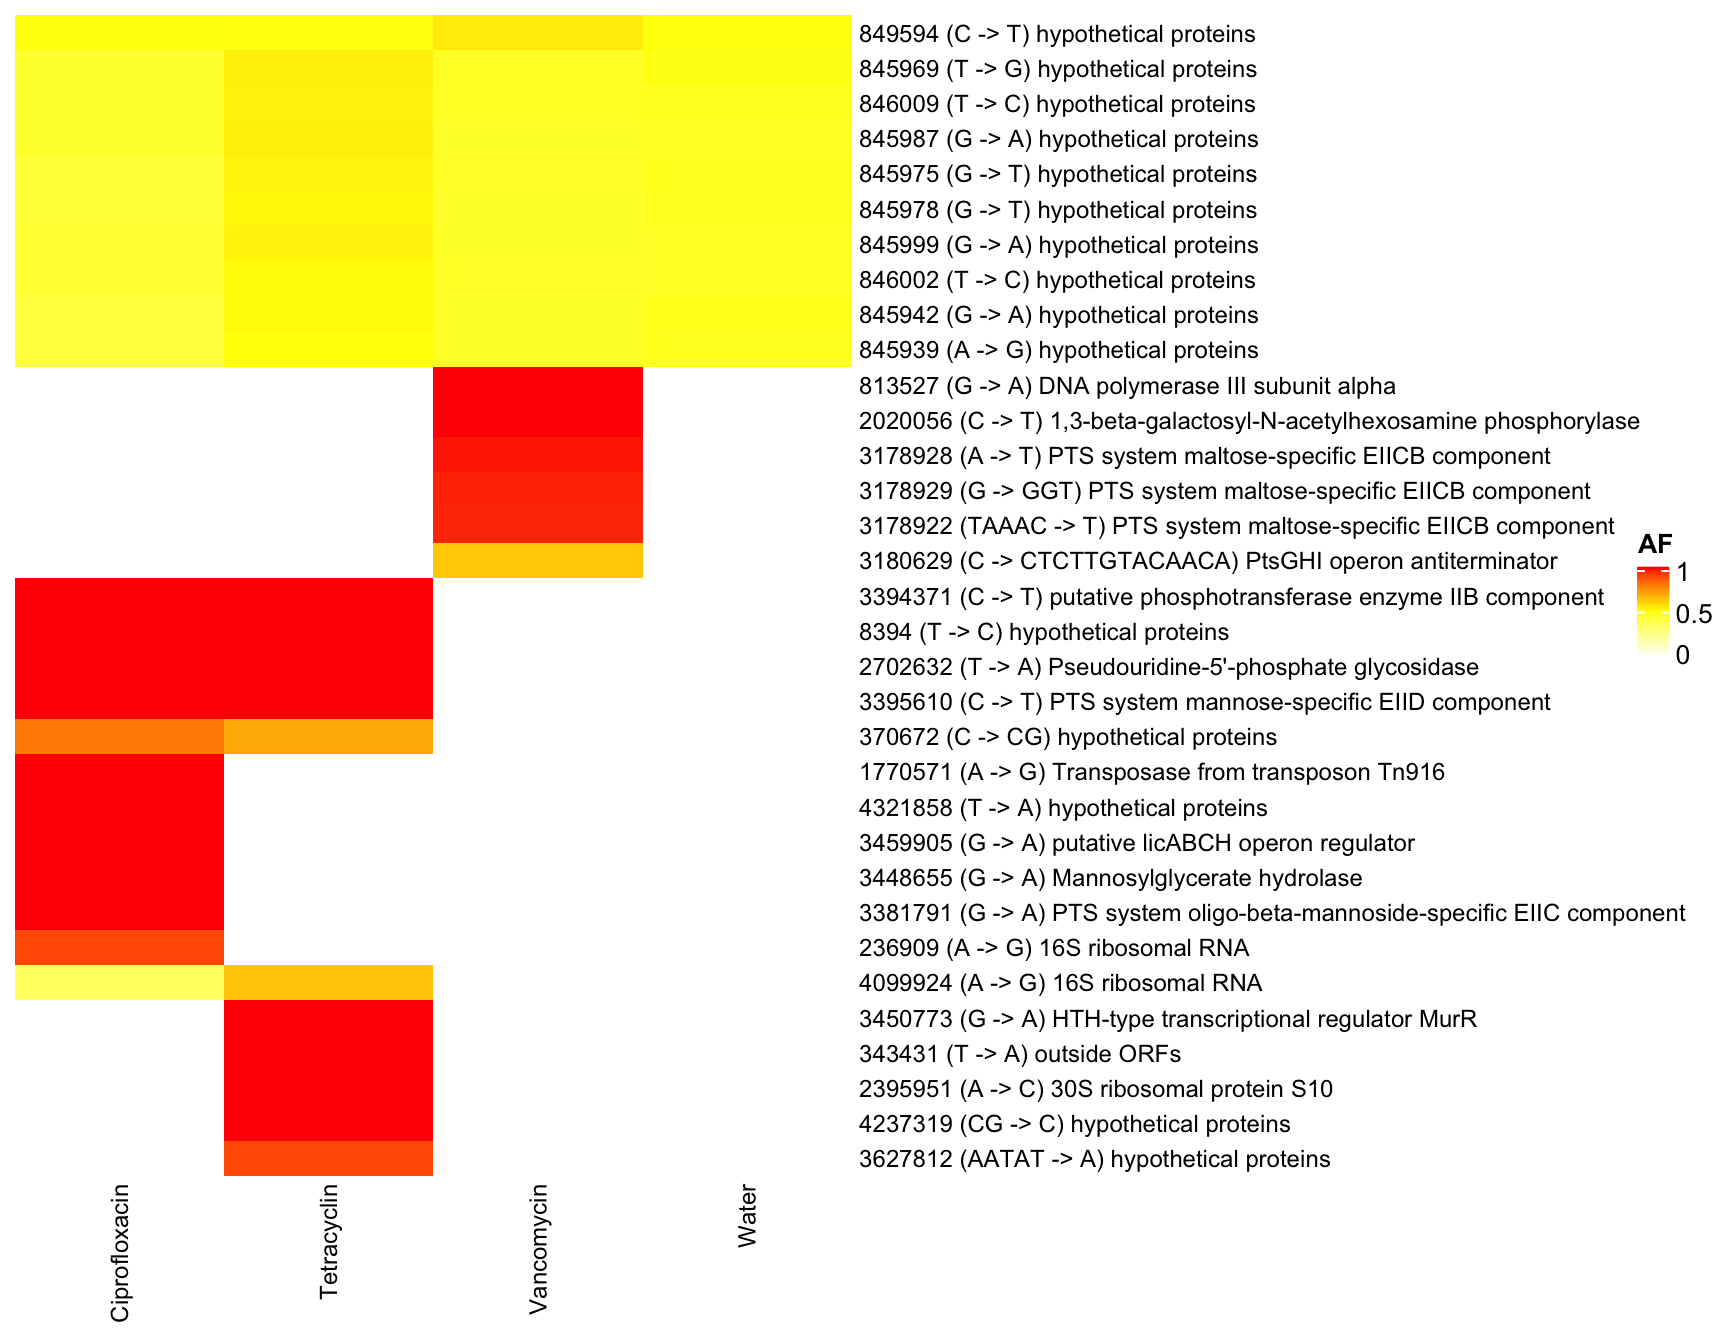 849594 (C -> T) hypothetical proteins
845969 (T -> G) hypothetical proteins
846009 (T -> C) hypothetical proteins
845987 (G -> A) hypothetical proteins
845975 (G -> T) hypothetical proteins
845978 (G -> T) hypothetical proteins
845999 (G -> A) hypothetical proteins
846002 (T -> C) hypothetical proteins
845942 (G -> A) hypothetical proteins
845939 (A -> G) hypothetical proteins
813527 (G -> A) DNA polymerase III subunit alpha
2020056 (C -> T) 1,3-beta-galactosyl-N-acetylhexosamine phosphorylase
3178928 (A -> T) PTS system maltose-specific EIICB component
3178929 (G -> GGT) PTS system maltose-specific EIICB component
3178922 (TAAAC -> T) PTS system maltose-specific EIICB component
3180629 (C -> CTCTTGTACAACA) PtsGHI operon antiterminator
3394371 (C -> T) putative phosphotransferase enzyme IIB component
8394 (T -> C) hypothetical proteins
2702632 (T -> A) Pseudouridine-5'-phosphate glycosidase
3395610 (C -> T) PTS system mannose-specific EIID component
370672 (C -> CG) hypothetical proteins
1770571 (A -> G) Transposase from transposon Tn916
4321858 (T -> A) hypothetical proteins
3459905 (G -> A) putative licABCH operon regulator
3448655 (G -> A) Mannosylglycerate hydrolase
3381791 (G -> A) PTS system oligo-beta-mannoside-specific EIIC component
236909 (A -> G) 16S ribosomal RNA
4099924 (A -> G) 16S ribosomal RNA
3450773 (G -> A) HTH-type transcriptional regulator MurR
343431 (T -> A) outside ORFs
2395951 (A -> C) 30S ribosomal protein S10
4237319 (CG -> C) hypothetical proteins
3627812 (AATAT -> A) hypothetical proteins
AF
1
0.5
0
Ciprofloxacin
Tetracyclin
Vancomycin
Water